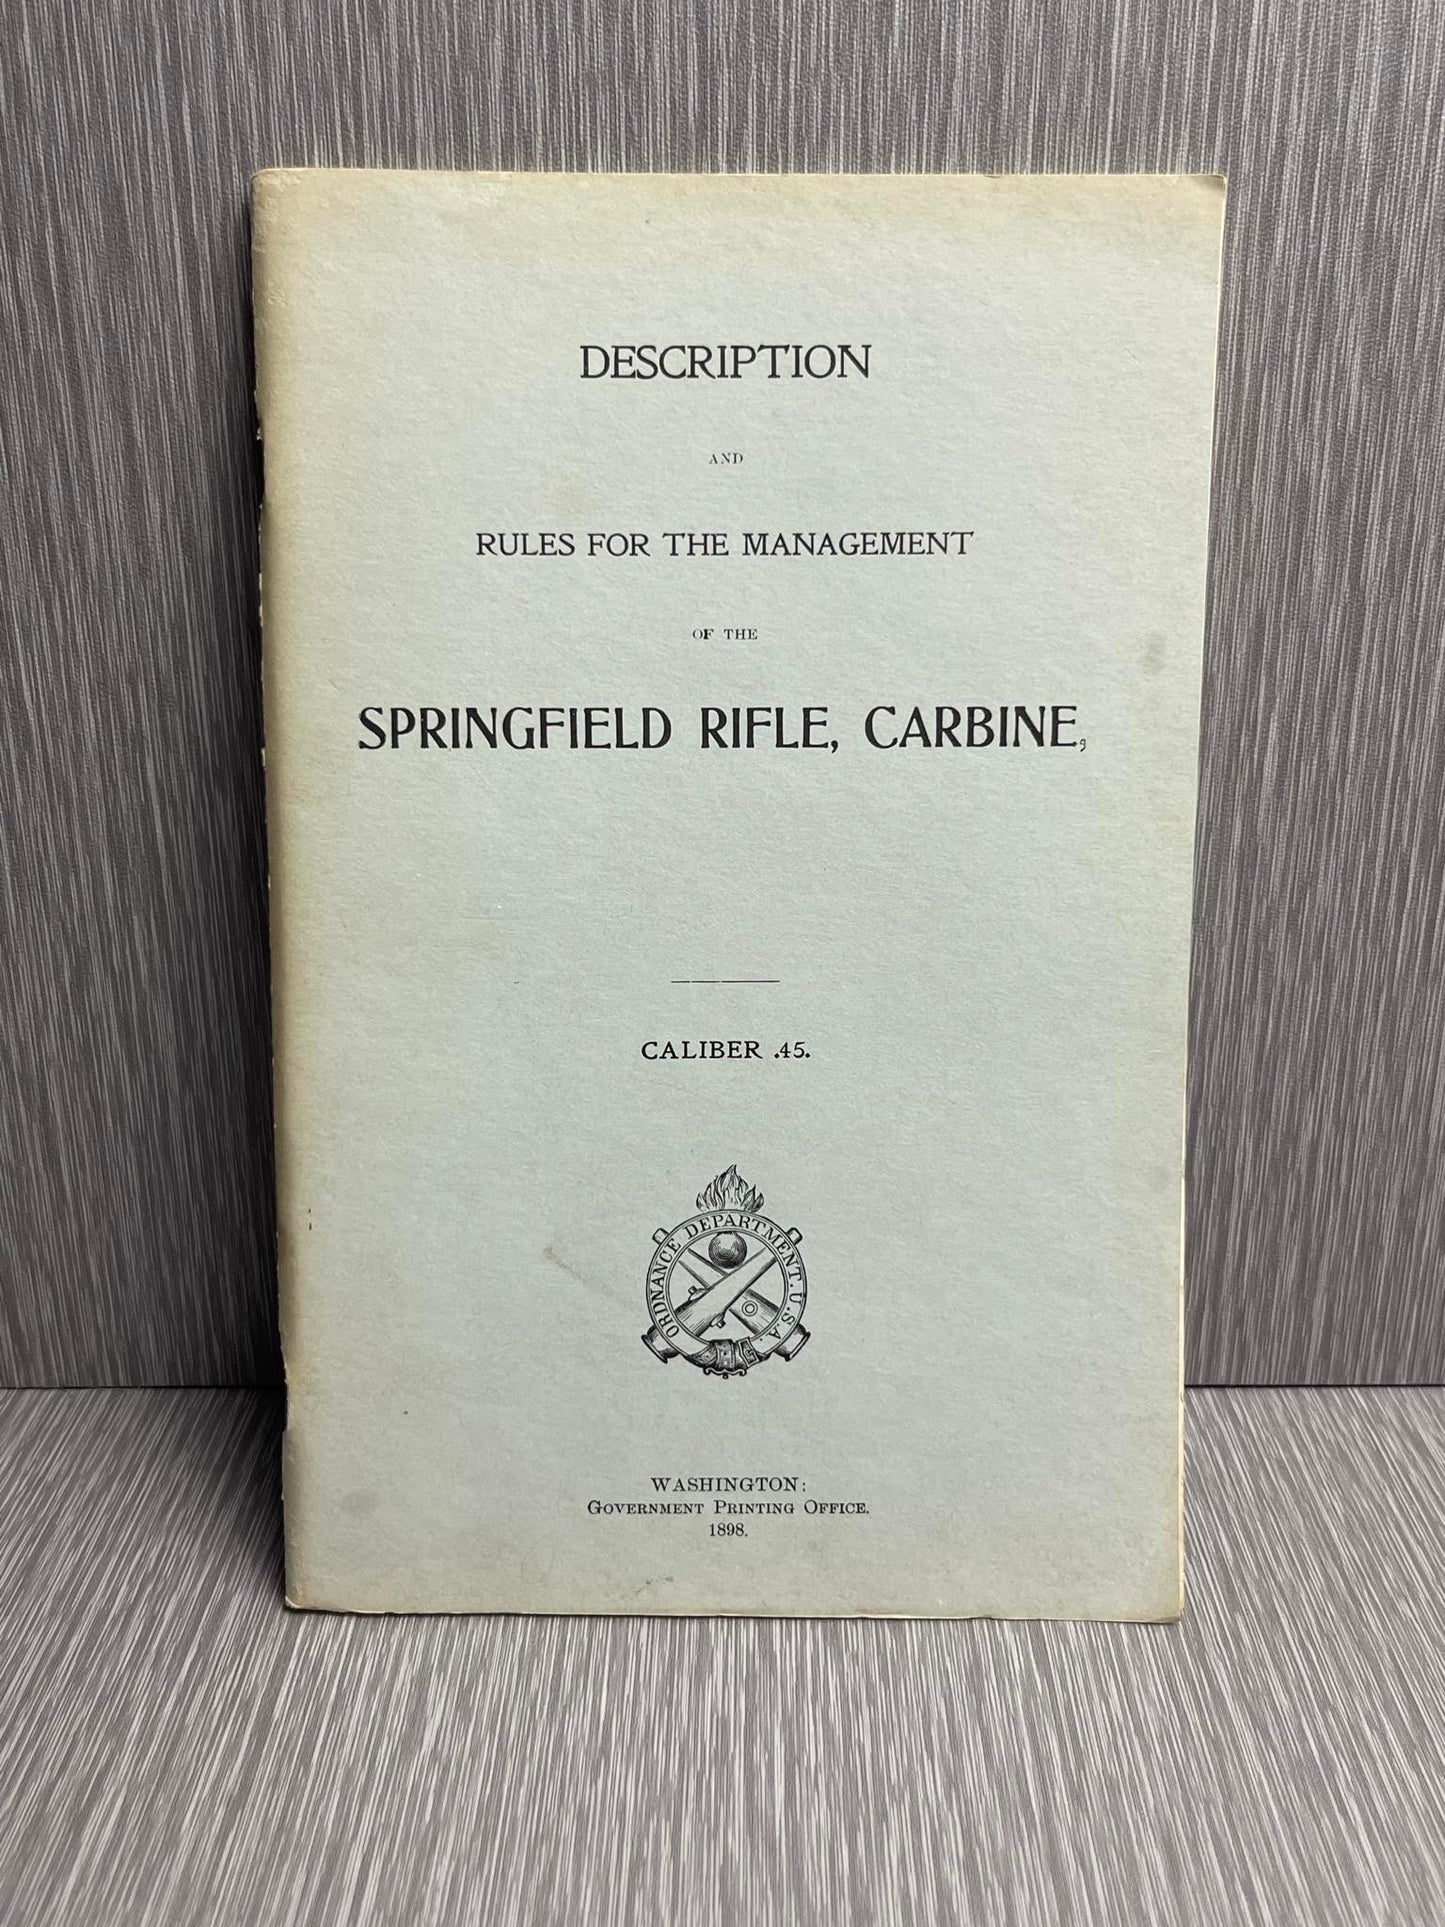 DESCRIPTION
AND
RULES FOR THE MANAGEMENT
OF THE
SPRINGFIELD RIFLE, CARBINE,
CALIBER .45.
ORDNANCE DEPARTMENT. U.S.A.
WASHINGTON:
GOVERNMENT PRINTING OFFICE.
1898.